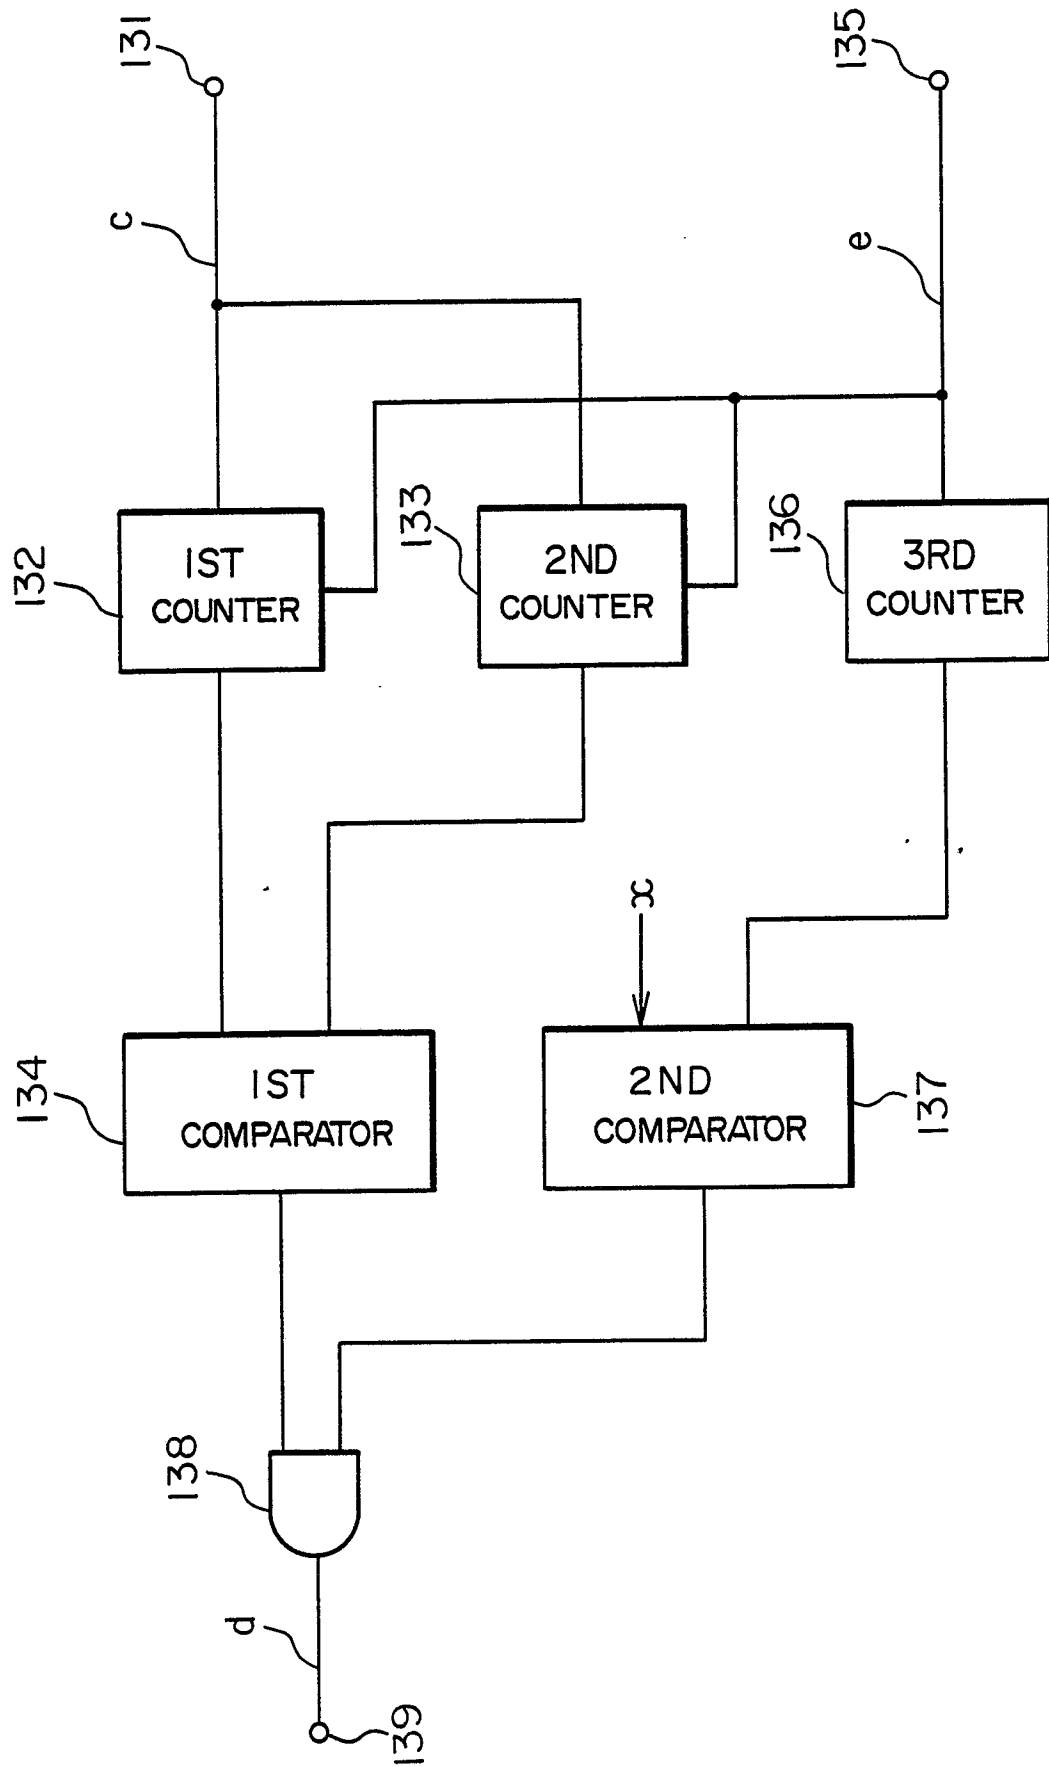 131
c
135
e
132
1ST
COUNTER
133
2ND
COUNTER
136
3RD
COUNTER
x
134
1ST
COMPARATOR
2ND
COMPARATOR
137
138
d
139